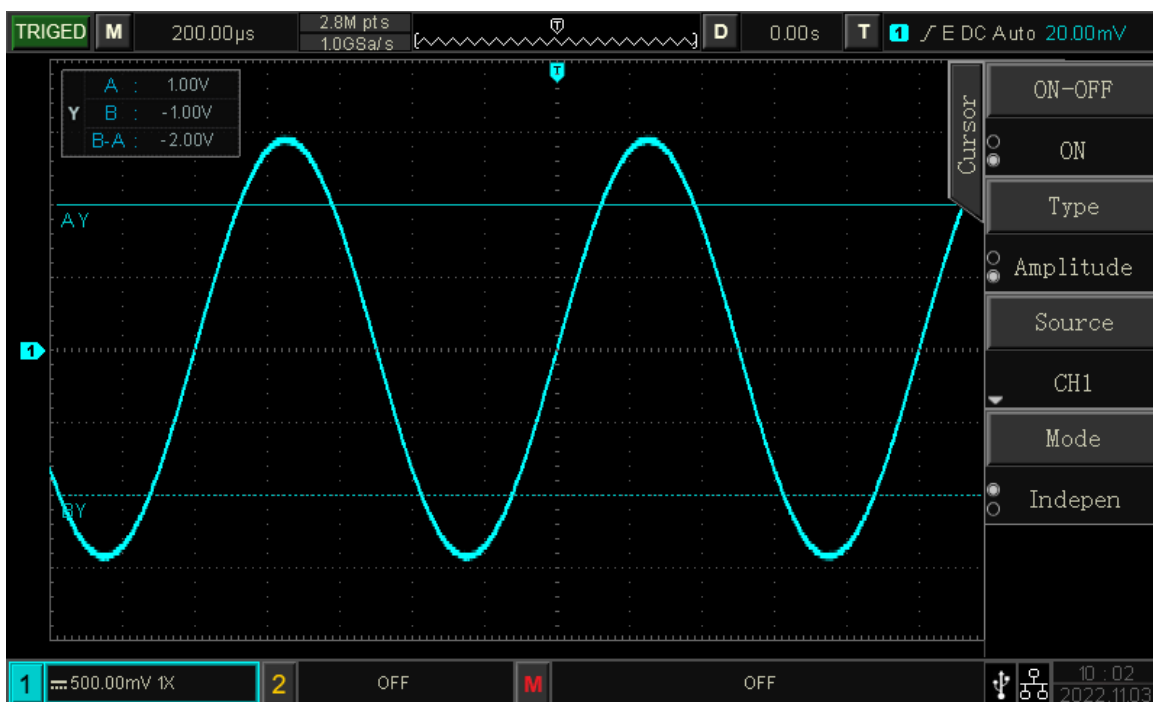 TRIGED M 200.00μs 2.8M pts T D 0.00s T 1 E DC Auto 20.00mV
1.0GSa/s
T
Y
A : 1.00V
B : -1.00V
B-A : -2.00V
AY
1
BY
Cursor
ON-OFF
ON
Type
Amplitude
Source
CH1
Mode
Indepen
1 500.00mV 1X 2 OFF M OFF
10 : 02
2022.11.03